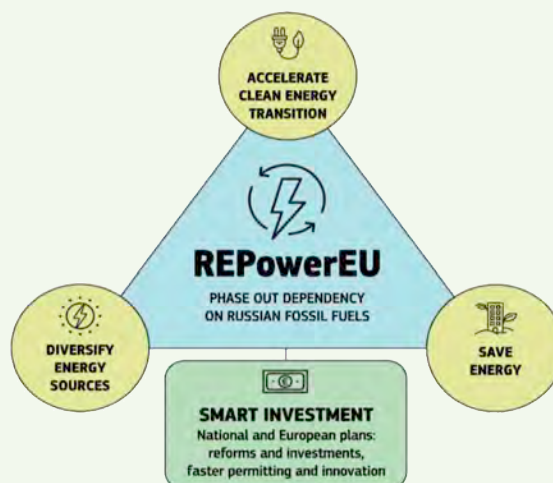 ACCELERATE
CLEAN ENERGY
TRANSITION
REPowerEU
PHASE OUT DEPENDENCY
ON RUSSIAN FOSSIL FUELS
DIVERSIFY
ENERGY
SOURCES
SAVE
ENERGY
€
SMART INVESTMENT
National and European plans:
reforms and investments,
faster permitting and innovation